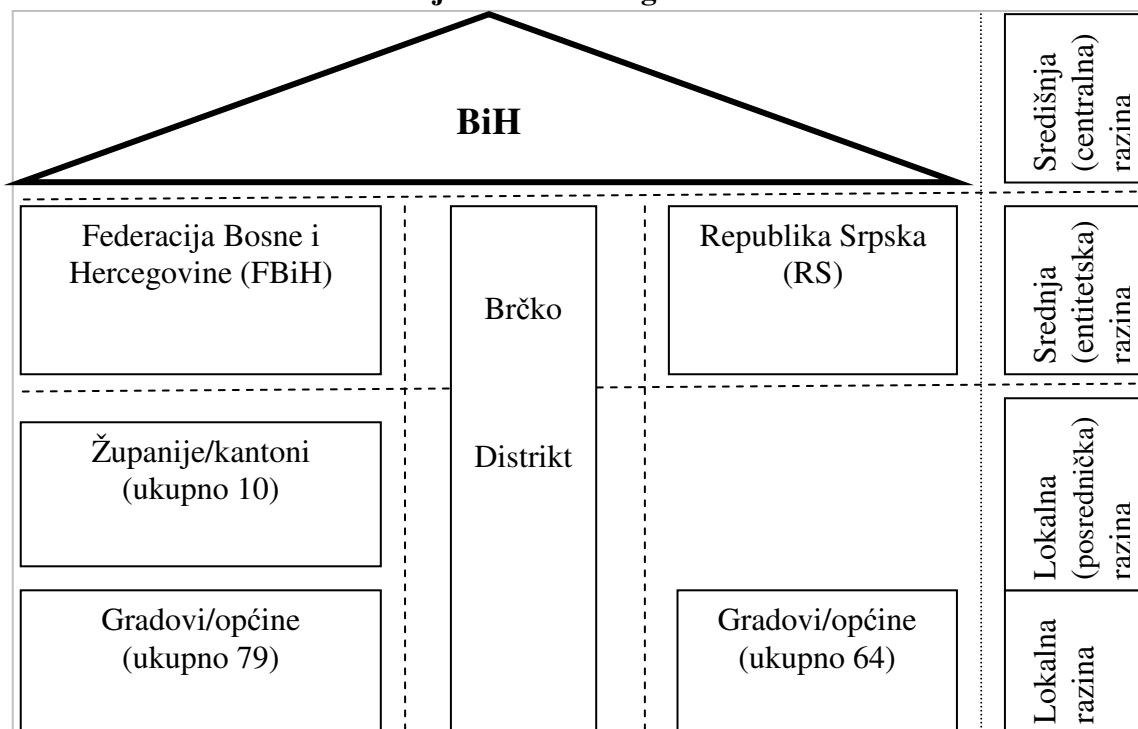 BiH
Središnja
(centralna)
razina
Federacija Bosne i
Hercegovine (FBiH)
Brčko
Distrikt
Republika Srpska
(RS)
Srednja
(entitetska)
razina
Županije/kantoni
(ukupno 10)
Lokalna
(posrednička)
razina
Gradovi/općine
(ukupno 79)
Gradovi/općine
(ukupno 64)
Lokalna
razina